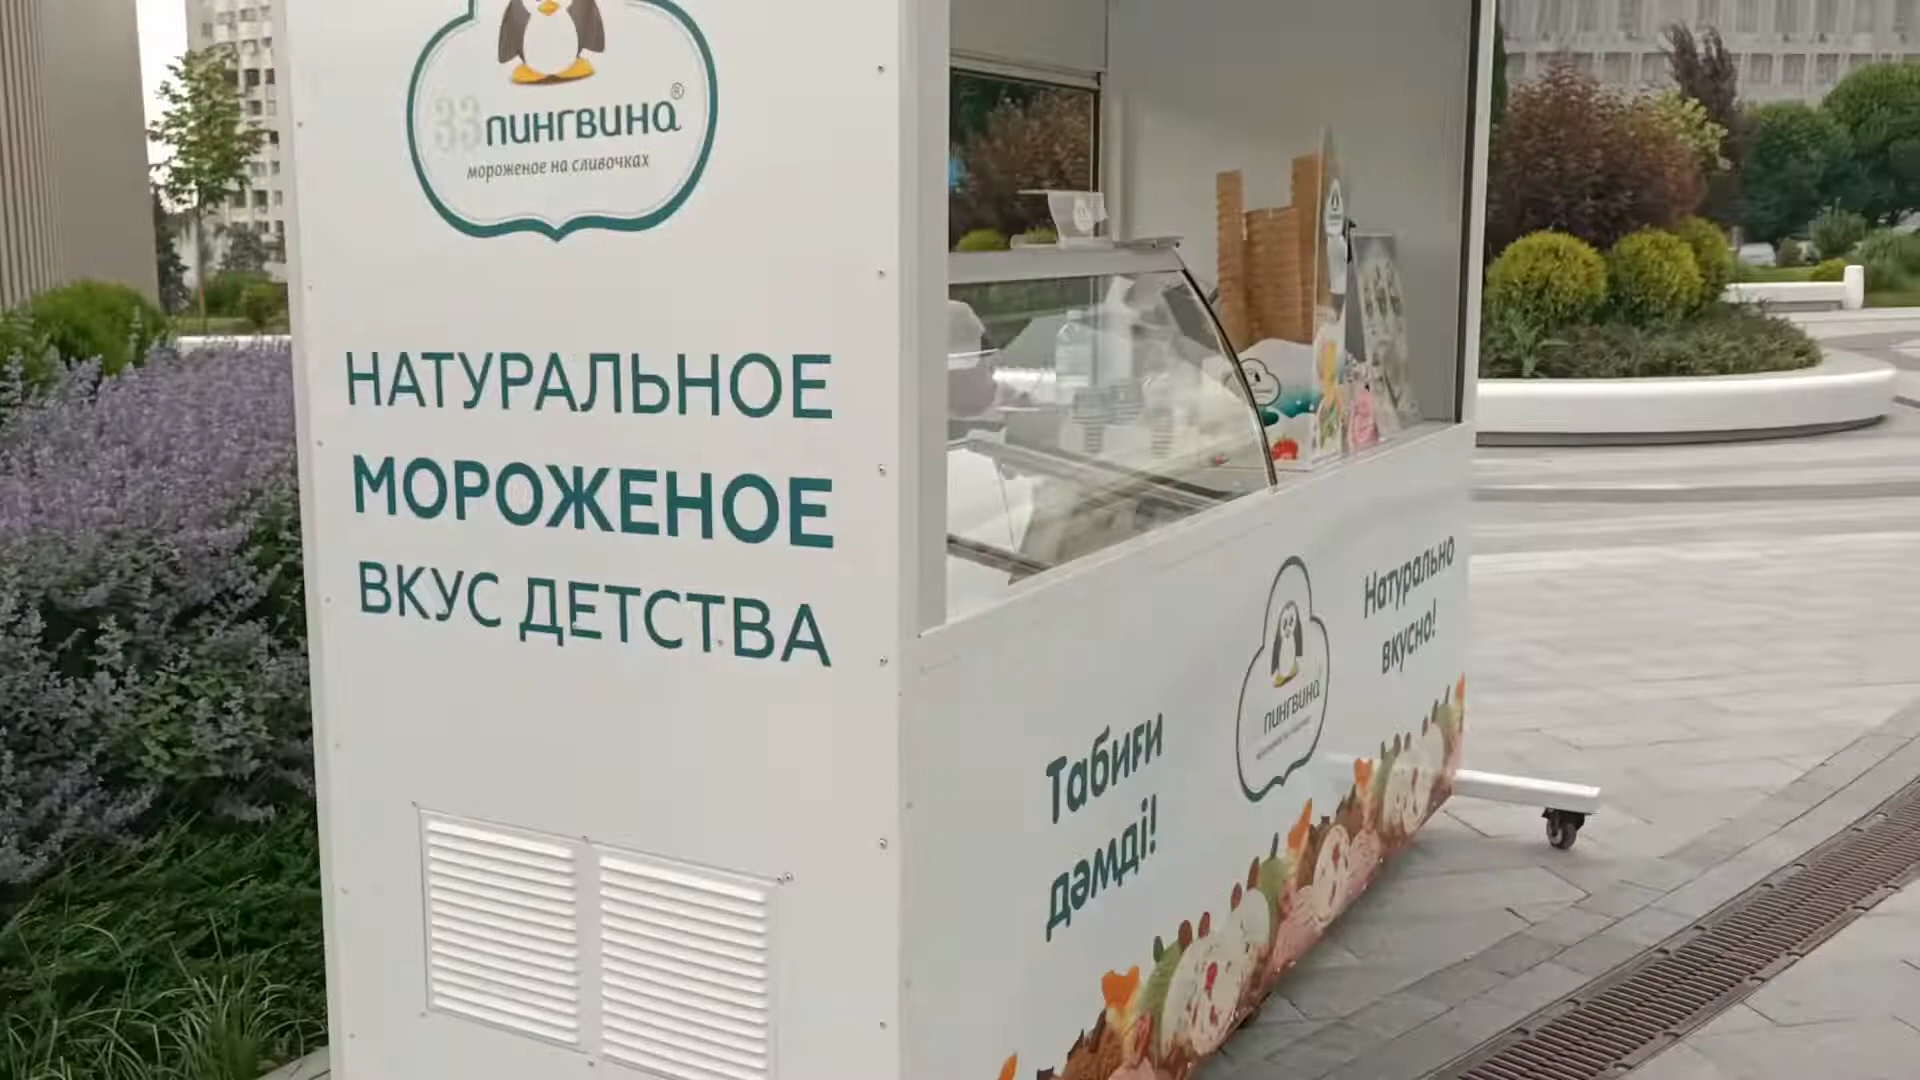 33пингвина®
мороженое на сливочках
НАТУРАЛЬНОЕ
МОРОЖЕНОЕ
ВКУС ДЕТСТВА
Табиғи
дәмді!
пингвина
Натурально
вкусно!